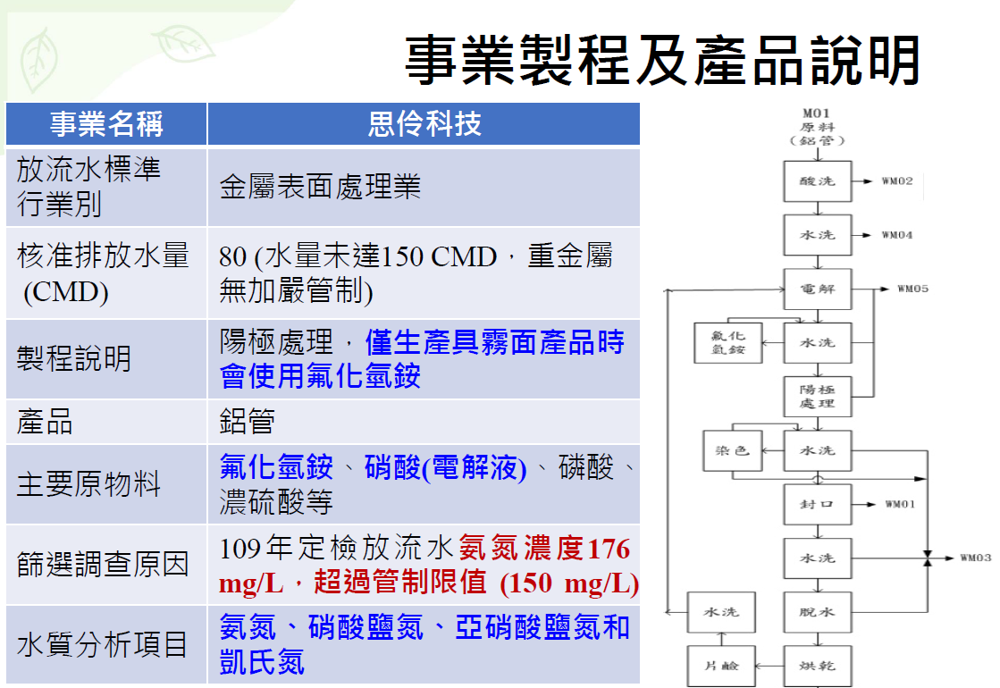 事業製程及產品說明
事業名稱
思伶科技
放流水標準
行業別
金屬表面處理業
核准排放水量
(CMD)
80 (水量未達150 CMD，重金屬
無加嚴管制)
製程說明
陽極處理，僅生產具霧面產品時
會使用氟化氫銨
產品
鋁管
主要原物料
氟化氫銨、硝酸(電解液)、磷酸、
濃硫酸等
篩選調查原因
109年定檢放流水氨氮濃度176
mg/L，超過管制限值 (150 mg/L)
水質分析項目
氨氮、硝酸鹽氮、亞硝酸鹽氮和
凱氏氮
M01
原料
(鋁管)
酸洗
WM02
水洗
WM04
電解
WM05
氟化
氫銨
水洗
陽極
處理
染色
水洗
封口
WM01
水洗
WM03
水洗
脫水
片鹼
烘乾